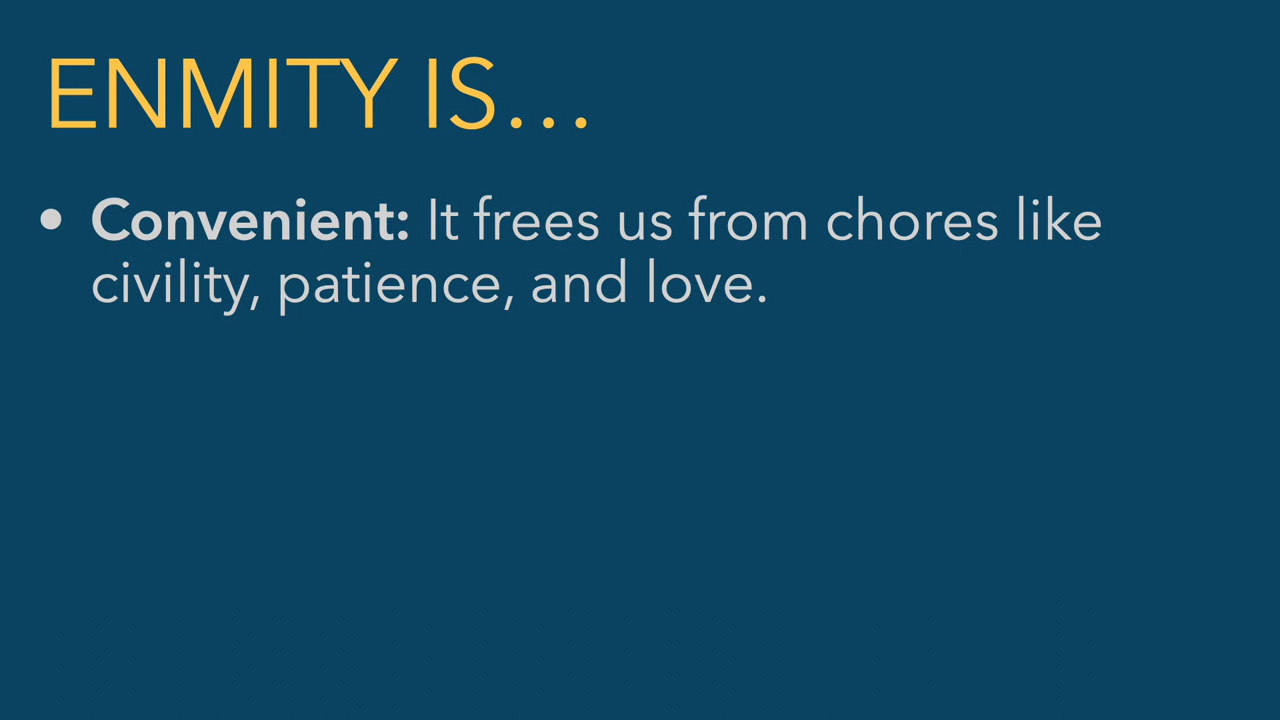 ENMITY IS…
• Convenient: It frees us from chores like
civility, patience, and love.